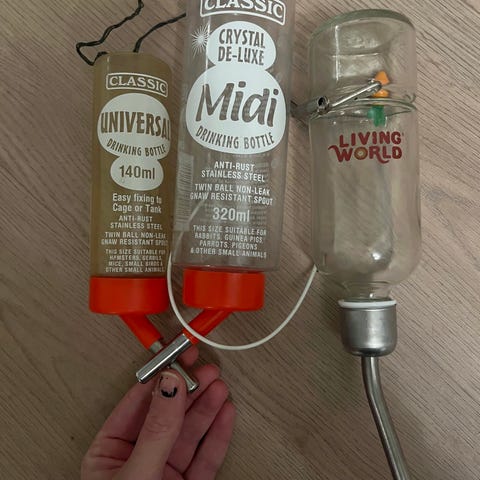 CLASSIC
UNIVERSAL
DRINKING BOTTLE
140ml
Easy fixing to
Cage or Tank
ANTI-RUST
STAINLESS STEEL
TWIN BALL NON-LEAK
GNAW RESISTANT SPOUT
THIS SIZE SUITABLE FOR
HAMSTERS, GERBILS,
MICE, SMALL BIRDS &
OTHER SMALL ANIMALS
CLASSIC
CRYSTAL
DE-LUXE
Midi
DRINKING BOTTLE
ANTI-RUST
STAINLESS STEEL
TWIN BALL NON-LEAK
GNAW RESISTANT SPOUT
320ml
THIS SIZE SUITABLE FOR
RABBITS, GUINEA PIGS
PARROTS, PIGEONS
& OTHER SMALL ANIMALS
LIVING
WORLD